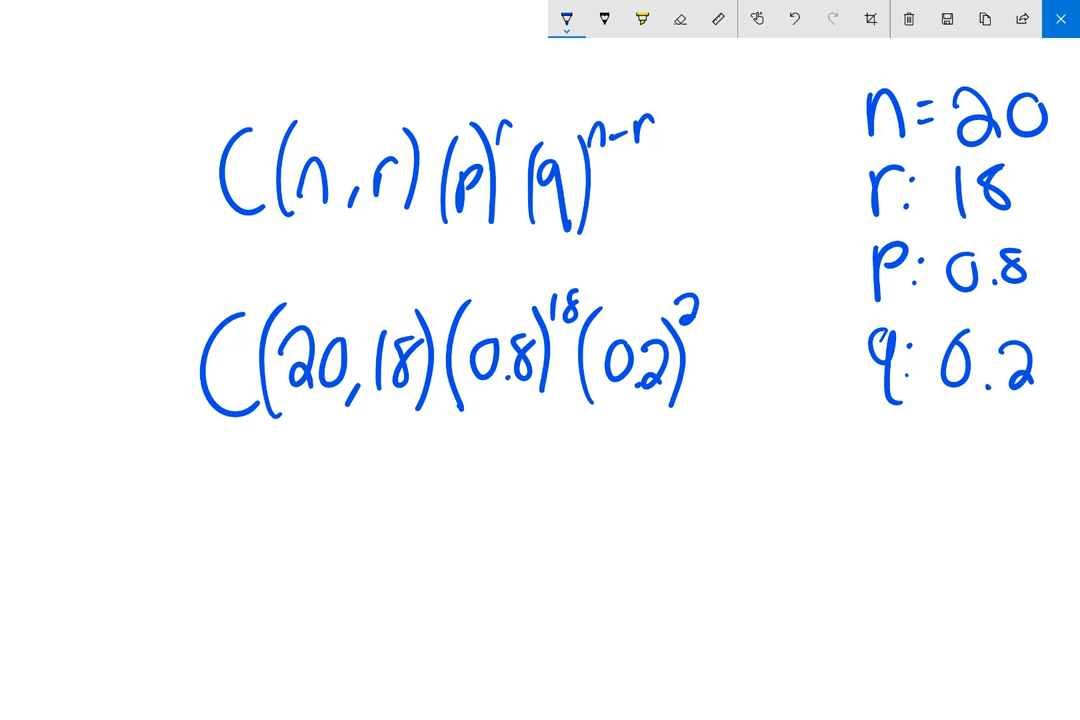 C(n,r)(p)^r(q)^n-r
C(20,18)(0.8)^18(0.2)^2
n=20
r: 18
p: 0.8
q: 0.2